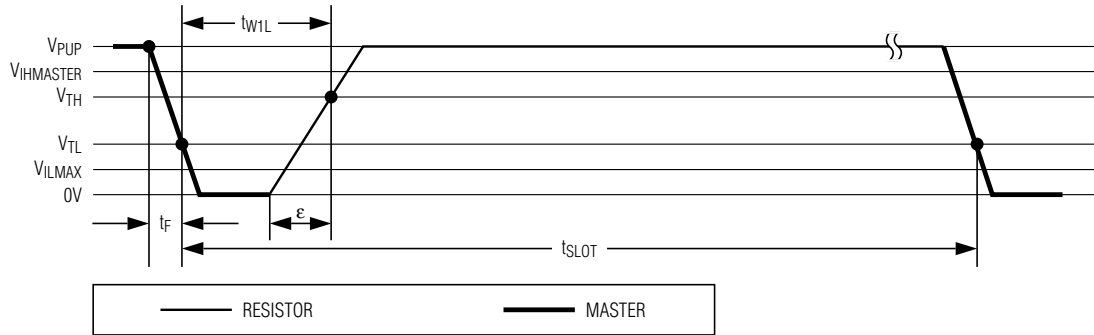 tW1L
VPUP
VIHMASTER
VTH
VTL
VILMAX
0V
tF
ε
tSLOT
RESISTOR
MASTER